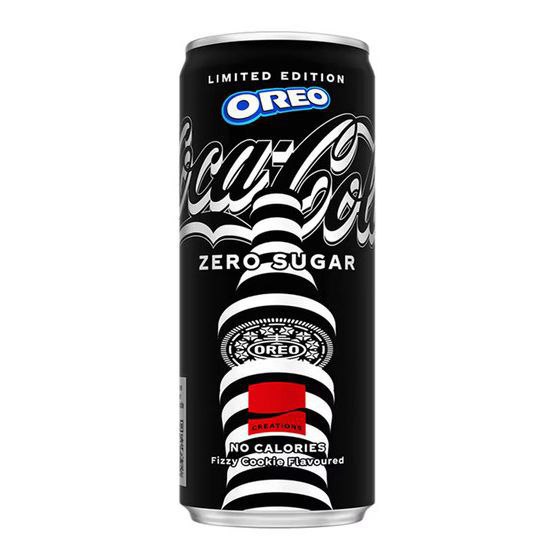 LIMITED EDITION
OREO
Coca-Cola
ZERO SUGAR
OREO
CREATIONS
NO CALORIES
Fizzy Cookie Flavoured